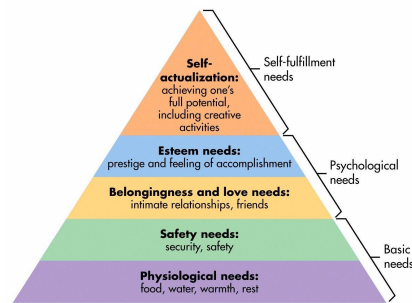 Self-
actualization:
achieving one's
full potential,
including creative
activities
Self-fulfillment
needs
Esteem needs:
prestige and feeling of accomplishment
Psychological
needs
Belongingness and love needs:
intimate relationships, friends
Safety needs:
security, safety
Basic
needs
Physiological needs:
food, water, warmth, rest